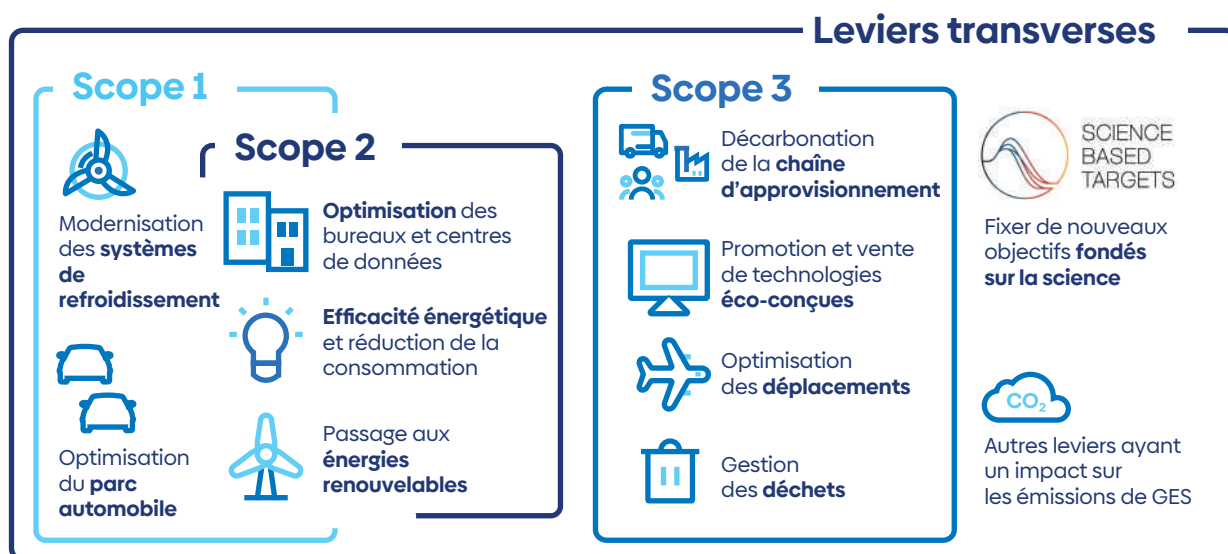 Leviers transverses
Scope 1
Modernisation
des systèmes
de
refroidissement
Optimisation
du parc
automobile
Scope 2
Optimisation des
bureaux et centres
de données
Efficacité énergétique
et réduction de la
consommation
Passage aux
énergies
renouvelables
Scope 3
Décarbonation
de la chaîne
d'approvisionnement
Promotion et vente
de technologies
éco-conçues
Optimisation
des déplacements
Gestion
des déchets
SCIENCE
BASED
TARGETS
Fixer de nouveaux
objectifs fondés
sur la science
CO₂
Autres leviers ayant
un impact sur
les émissions de GES